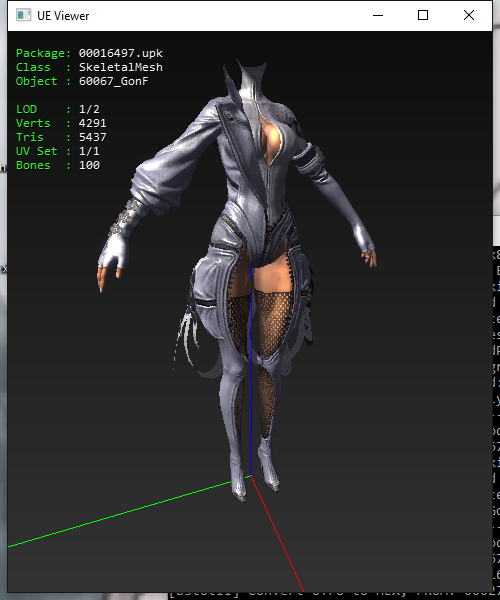 UE Viewer
Package: 00016497.upk
Class : SkeletalMesh
Object : 60067_GonF
LOD : 1/2
Verts : 4291
Tris : 5437
UV Set : 1/1
Bones : 100